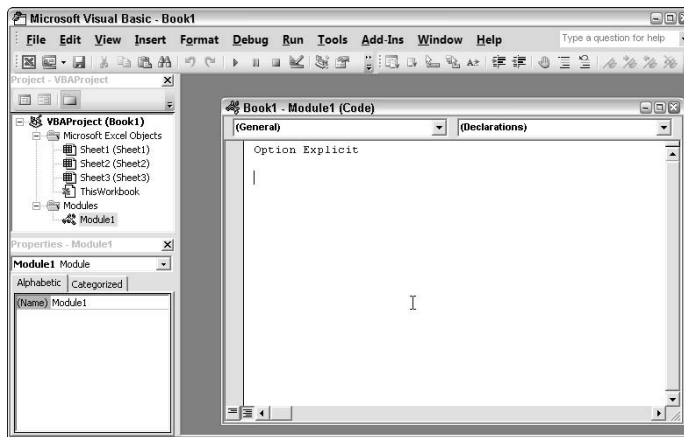 Microsoft Visual Basic - Book1
File Edit View Insert Format Debug Run Tools Add-Ins Window Help
Type a question for help
Project - VBAProject
VBAProject (Book1)
Microsoft Excel Objects
Sheet1 (Sheet1)
Sheet2 (Sheet2)
Sheet3 (Sheet3)
ThisWorkbook
Modules
Module1
Properties - Module1
Module1 Module
Alphabetic Categorized
(Name) Module1
Book1 - Module1 (Code)
(General) (Declarations)
Option Explicit